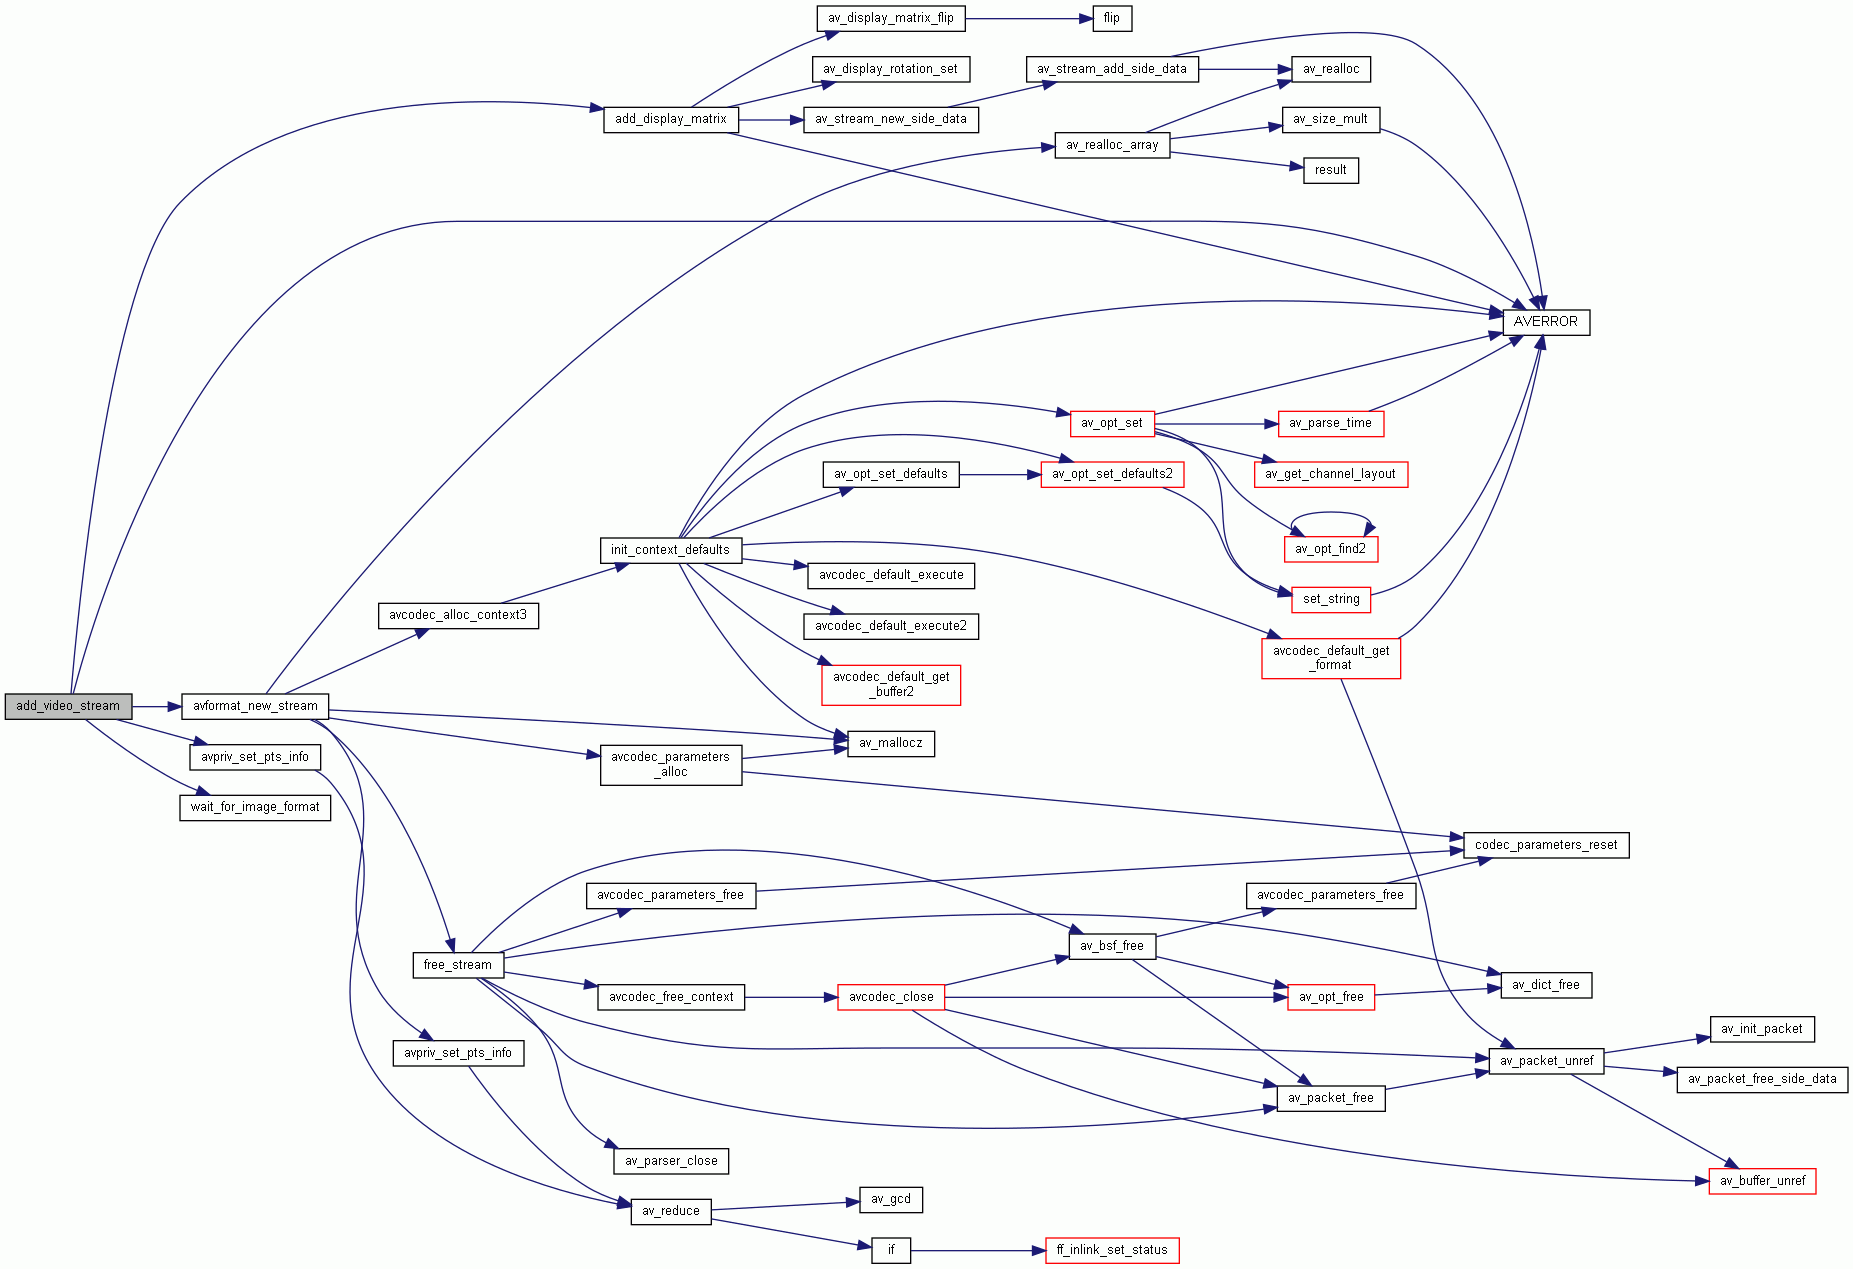 av_display_matrix_flip
flip
av_display_rotation_set
av_stream_add_side_data
av_realloc
add_display_matrix
av_stream_new_side_data
av_size_mult
av_realloc_array
result
AVERROR
av_opt_set
av_parse_time
av_opt_set_defaults
av_opt_set_defaults2
av_get_channel_layout
init_context_defaults
av_opt_find2
avcodec_default_execute
set_string
avcodec_alloc_context3
avcodec_default_execute2
avcodec_default_get
_format
avcodec_default_get
_buffer2
add_video_stream
avformat_new_stream
avpriv_set_pts_info
avcodec_parameters
_alloc
av_mallocz
wait_for_image_format
codec_parameters_reset
avcodec_parameters_free
avcodec_parameters_free
av_bsf_free
free_stream
avcodec_free_context
avcodec_close
av_opt_free
av_dict_free
av_init_packet
avpriv_set_pts_info
av_packet_unref
av_packet_free_side_data
av_packet_free
av_parser_close
av_buffer_unref
av_reduce
av_gcd
if
ff_inlink_set_status